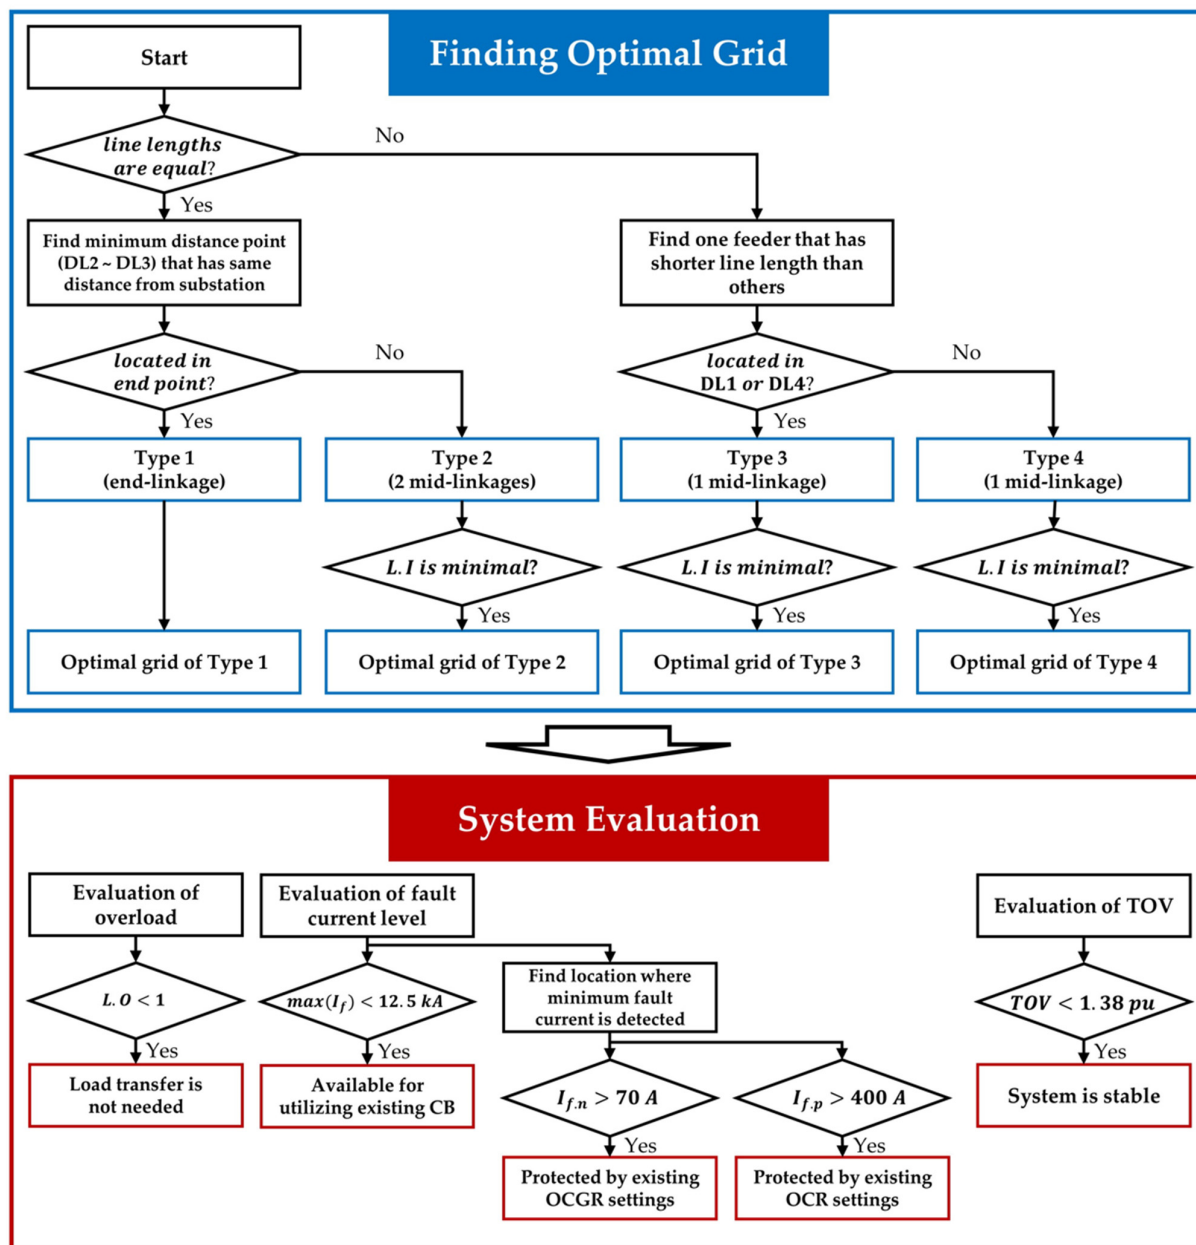 Finding Optimal Grid
Start
line lengths
are equal?
No
Yes
Find minimum distance point
(DL2 ~ DL3) that has same
distance from substation
Find one feeder that has
shorter line length than
others
located in
end point?
No
Yes
located in
DL1 or DL4?
No
Yes
Type 1
(end-linkage)
Type 2
(2 mid-linkages)
Type 3
(1 mid-linkage)
Type 4
(1 mid-linkage)
L. I is minimal?
Yes
L. I is minimal?
Yes
L. I is minimal?
Yes
Optimal grid of Type 1
Optimal grid of Type 2
Optimal grid of Type 3
Optimal grid of Type 4
System Evaluation
Evaluation of
overload
L. O < 1
Yes
Load transfer is
not needed
Evaluation of fault
current level
max(I_f) < 12.5 kA
Yes
Available for
utilizing existing CB
Find location where
minimum fault
current is detected
I_{f.n} > 70 A
Yes
Protected by existing
OCGR settings
I_{f.p} > 400 A
Yes
Protected by existing
OCR settings
Evaluation of TOV
TOV < 1.38 pu
Yes
System is stable